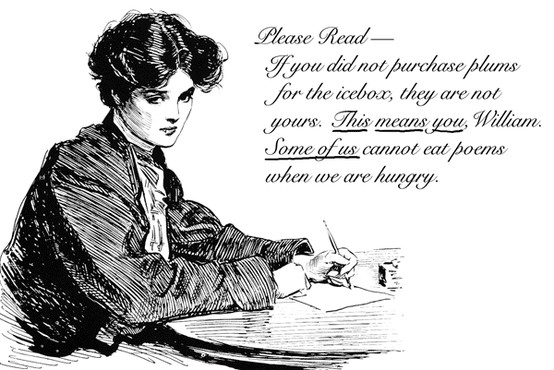 Please Read —
If you did not purchase plums
for the icebox, they are not
yours. This means you, William.
Some of us cannot eat poems
when we are hungry.